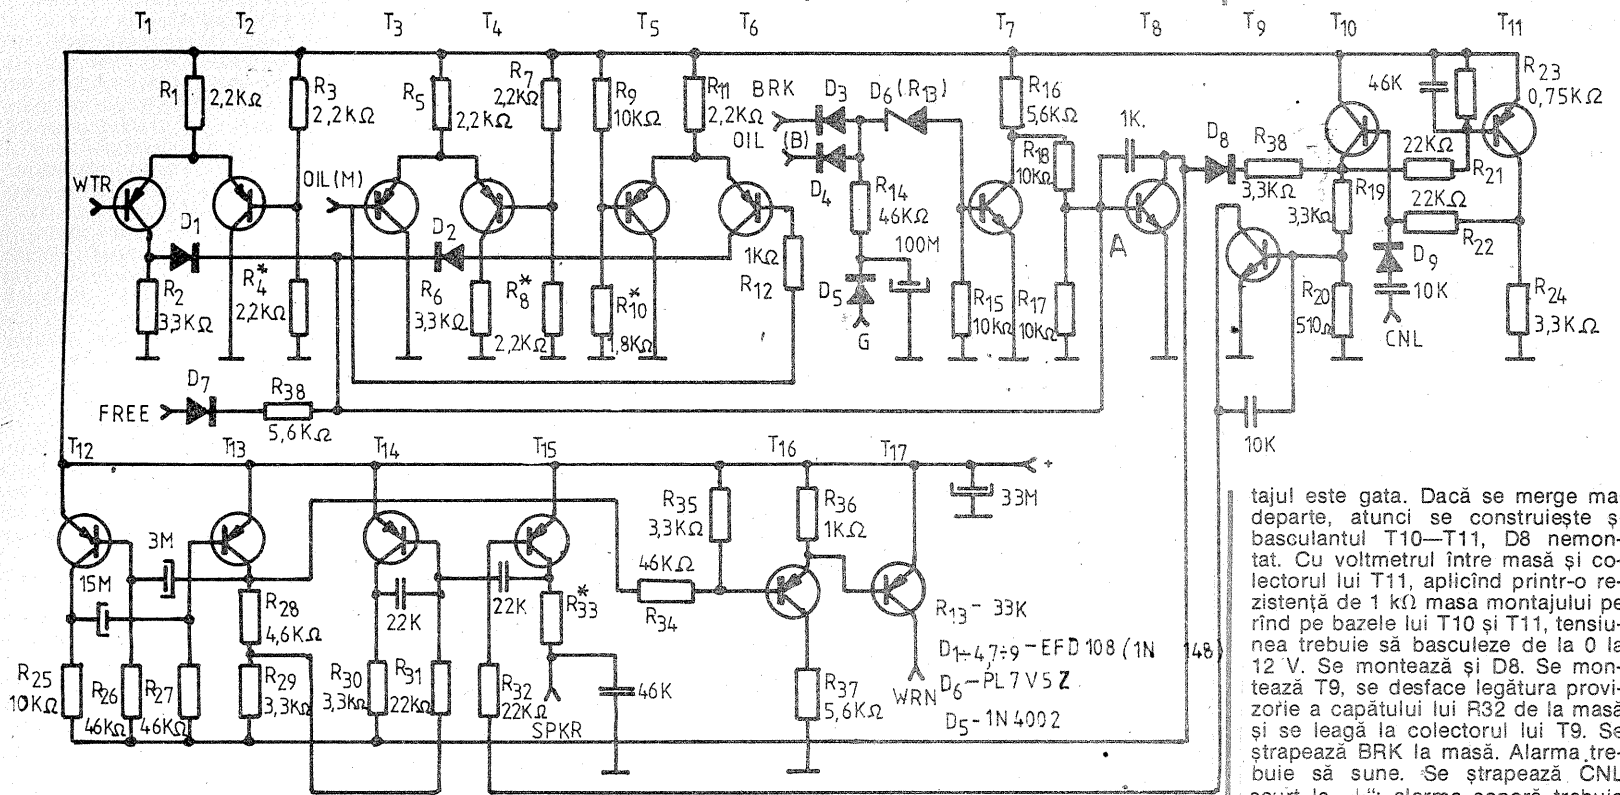 T1 T2 T3 T4 T5 T6 T7 T8 T9 T10 T11
R1 2,2KΩ
R3 2,2KΩ
R5 2,2KΩ
R7 2,2KΩ
R9 10KΩ
R11 2,2KΩ
BRK
D3
D6 (R13)
OIL (B)
D4
R16 5,6KΩ
R18 10KΩ
1K
D8
R38 3,3KΩ
46K
R23 0,75KΩ
22KΩ
R21
22KΩ
R22
R19 3,3KΩ
WTR
OIL(M)
D1
D2
R14 46KΩ
100M
A
R2 3,3KΩ
R*4 2,2KΩ
R6 3,3KΩ
R*8 2,2KΩ
R*10 1,8KΩ
1KΩ
R12
D5
G
R15 10KΩ
R17 10KΩ
R20 510Ω
D9
10K
CNL
R24 3,3KΩ
D7
FREE
R38
5,6KΩ
10K
T12 T13 T14 T15 T16 T17
+
33M
R35 3,3KΩ
R36 1KΩ
3M
15M
46KΩ
R34
R28 4,6KΩ
22K
22K
R*33
R13 - 33K
D1÷4,7÷9 - EFD 108 (1N 148)
D6 - PL 7 V5 Z
D5 - 1N 4002
WRN
R25 10KΩ
R26 46KΩ
R27 46KΩ
R29 3,3KΩ
R30 3,3KΩ
R31 22KΩ
R32 22KΩ
SPKR
46K
R37 5,6KΩ
tajul este gata. Dacă se merge ma
departe, atunci se construiește ș
basculantul T10—T11, D8 nemon-
tat. Cu voltmetrul între masă și co-
lectorul lui T11, aplicînd printr-o re-
zistență de 1 kΩ masa montajului pe
rînd pe bazele lui T10 și T11, tensiu-
nea trebuie să basculeze de la 0 la
12 V. Se montează și D8. Se mon-
tează T9, se desface legătura provi-
zorie a capătului lui R32 de la masă
și se leagă la colectorul lui T9. Se
ștrapează BRK la masă. Alarma tre-
buie să sune. Se ștrapează CNL